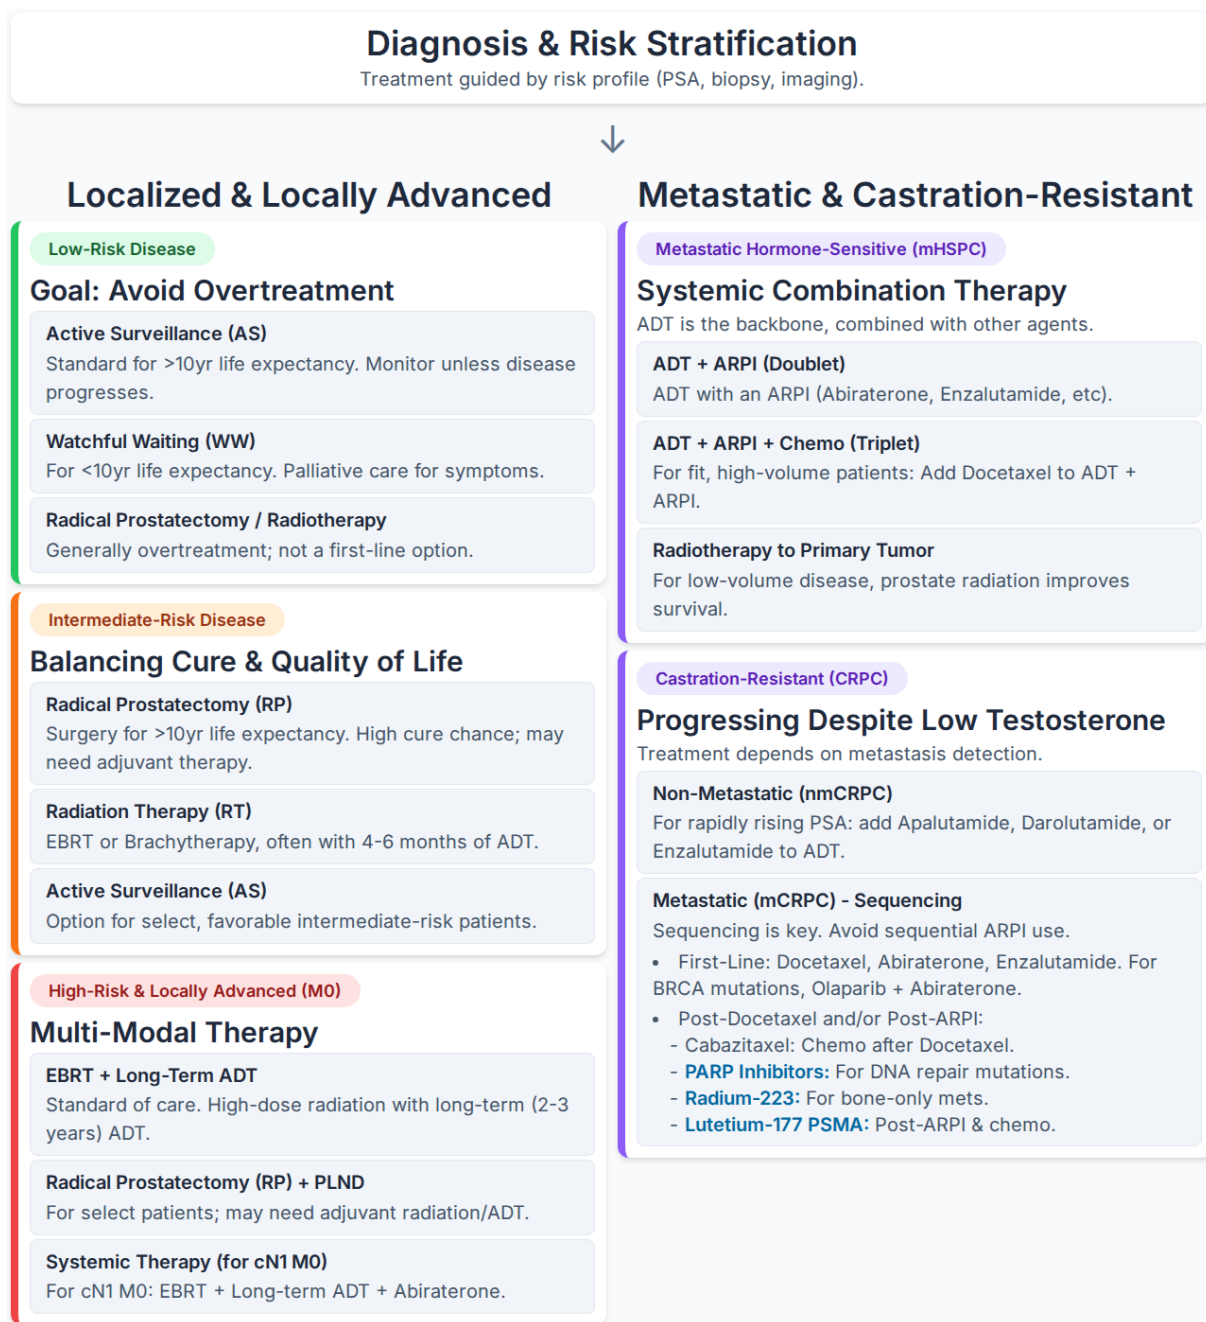 Diagnosis & Risk Stratification
Treatment guided by risk profile (PSA, biopsy, imaging).
↓
Localized & Locally Advanced
Low-Risk Disease
Goal: Avoid Overtreatment
Active Surveillance (AS)
Standard for >10yr life expectancy. Monitor unless disease
progresses.
Watchful Waiting (WW)
For <10yr life expectancy. Palliative care for symptoms.
Radical Prostatectomy / Radiotherapy
Generally overtreatment; not a first-line option.
Intermediate-Risk Disease
Balancing Cure & Quality of Life
Radical Prostatectomy (RP)
Surgery for >10yr life expectancy. High cure chance; may
need adjuvant therapy.
Radiation Therapy (RT)
EBRT or Brachytherapy, often with 4-6 months of ADT.
Active Surveillance (AS)
Option for select, favorable intermediate-risk patients.
High-Risk & Locally Advanced (M0)
Multi-Modal Therapy
EBRT + Long-Term ADT
Standard of care. High-dose radiation with long-term (2-3
years) ADT.
Radical Prostatectomy (RP) + PLND
For select patients; may need adjuvant radiation/ADT.
Systemic Therapy (for cN1 M0)
For cN1 M0: EBRT + Long-term ADT + Abiraterone.
Metastatic & Castration-Resistant
Metastatic Hormone-Sensitive (mHSPC)
Systemic Combination Therapy
ADT is the backbone, combined with other agents.
ADT + ARPI (Doublet)
ADT with an ARPI (Abiraterone, Enzalutamide, etc).
ADT + ARPI + Chemo (Triplet)
For fit, high-volume patients: Add Docetaxel to ADT +
ARPI.
Radiotherapy to Primary Tumor
For low-volume disease, prostate radiation improves
survival.
Castration-Resistant (CRPC)
Progressing Despite Low Testosterone
Treatment depends on metastasis detection.
Non-Metastatic (nmCRPC)
For rapidly rising PSA: add Apalutamide, Darolutamide, or
Enzalutamide to ADT.
Metastatic (mCRPC) - Sequencing
Sequencing is key. Avoid sequential ARPI use.
• First-Line: Docetaxel, Abiraterone, Enzalutamide. For
BRCA mutations, Olaparib + Abiraterone.
• Post-Docetaxel and/or Post-ARPI:
- Cabazitaxel: Chemo after Docetaxel.
- PARP Inhibitors: For DNA repair mutations.
- Radium-223: For bone-only mets.
- Lutetium-177 PSMA: Post-ARPI & chemo.